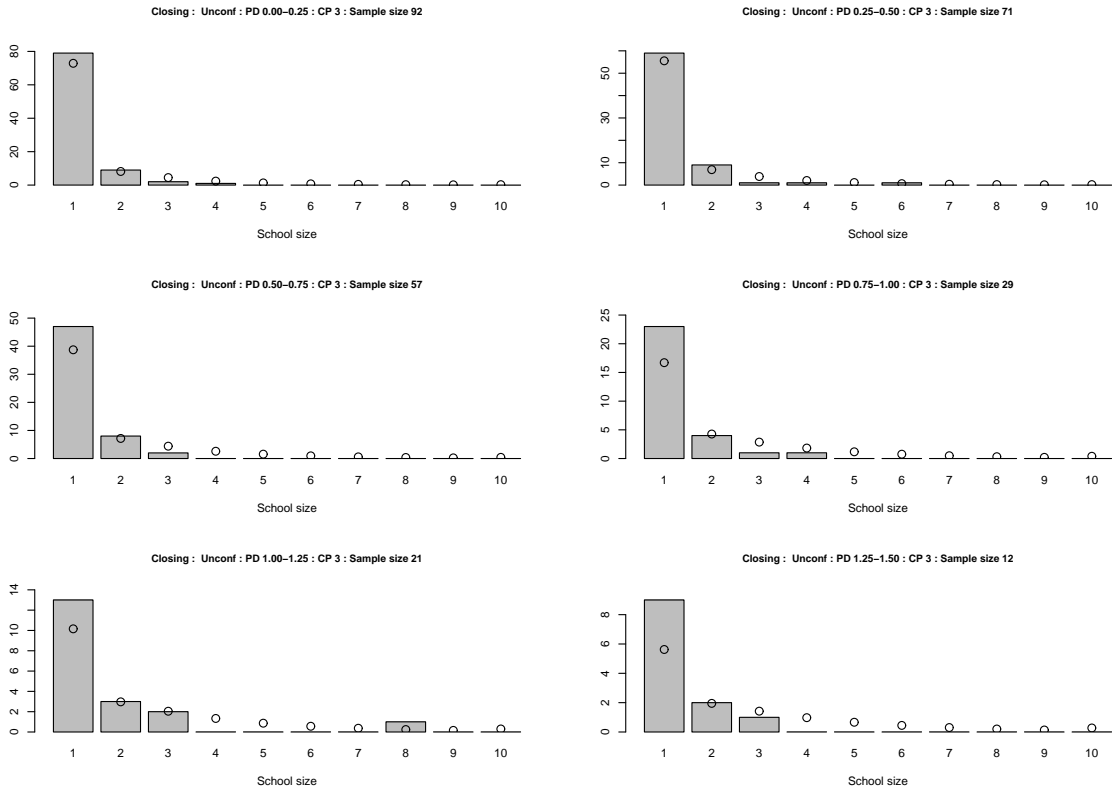 Closing : Unconf : PD 0.00−0.25 : CP 3 : Sample size 92
80
60
40
20
0
1 2 3 4 5 6 7 8 9 10
School size
Closing : Unconf : PD 0.25−0.50 : CP 3 : Sample size 71
50
30
10
0
1 2 3 4 5 6 7 8 9 10
School size
Closing : Unconf : PD 0.50−0.75 : CP 3 : Sample size 57
50
40
30
20
10
0
1 2 3 4 5 6 7 8 9 10
School size
Closing : Unconf : PD 0.75−1.00 : CP 3 : Sample size 29
25
20
15
10
5
0
1 2 3 4 5 6 7 8 9 10
School size
Closing : Unconf : PD 1.00−1.25 : CP 3 : Sample size 21
14
10
8
6
4
2
0
1 2 3 4 5 6 7 8 9 10
School size
Closing : Unconf : PD 1.25−1.50 : CP 3 : Sample size 12
8
6
4
2
0
1 2 3 4 5 6 7 8 9 10
School size